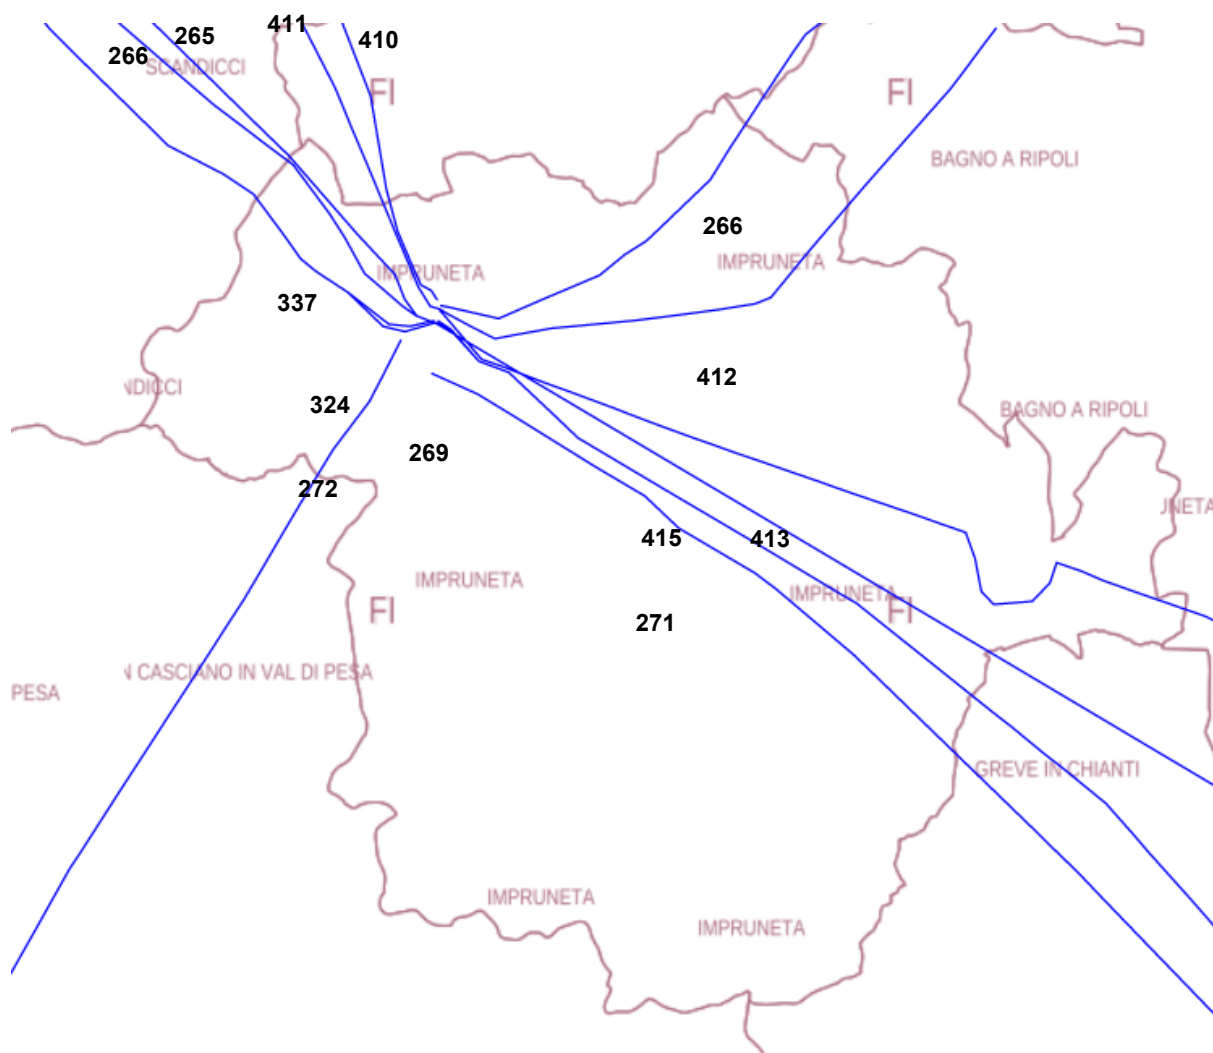 411
265
410
266
SCANDICCI
FI
FI
BAGNO A RIPOLI
266
IMPRUNETA
IMPRUNETA
337
412
NDICCI
324
BAGNO A RIPOLI
269
272
JNETA
415
413
IMPRUNETA
IMPRUNETA
FI
FI
271
N CASCIANO IN VAL DI PESA
PESA
GREVE IN CHIANTI
IMPRUNETA
IMPRUNETA